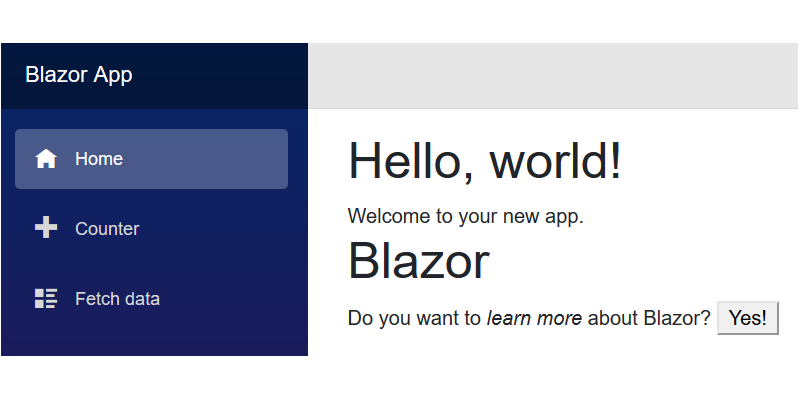 Blazor App
Home
Counter
Fetch data
Hello, world!
Welcome to your new app.
Blazor
Do you want to learn more about Blazor? Yes!